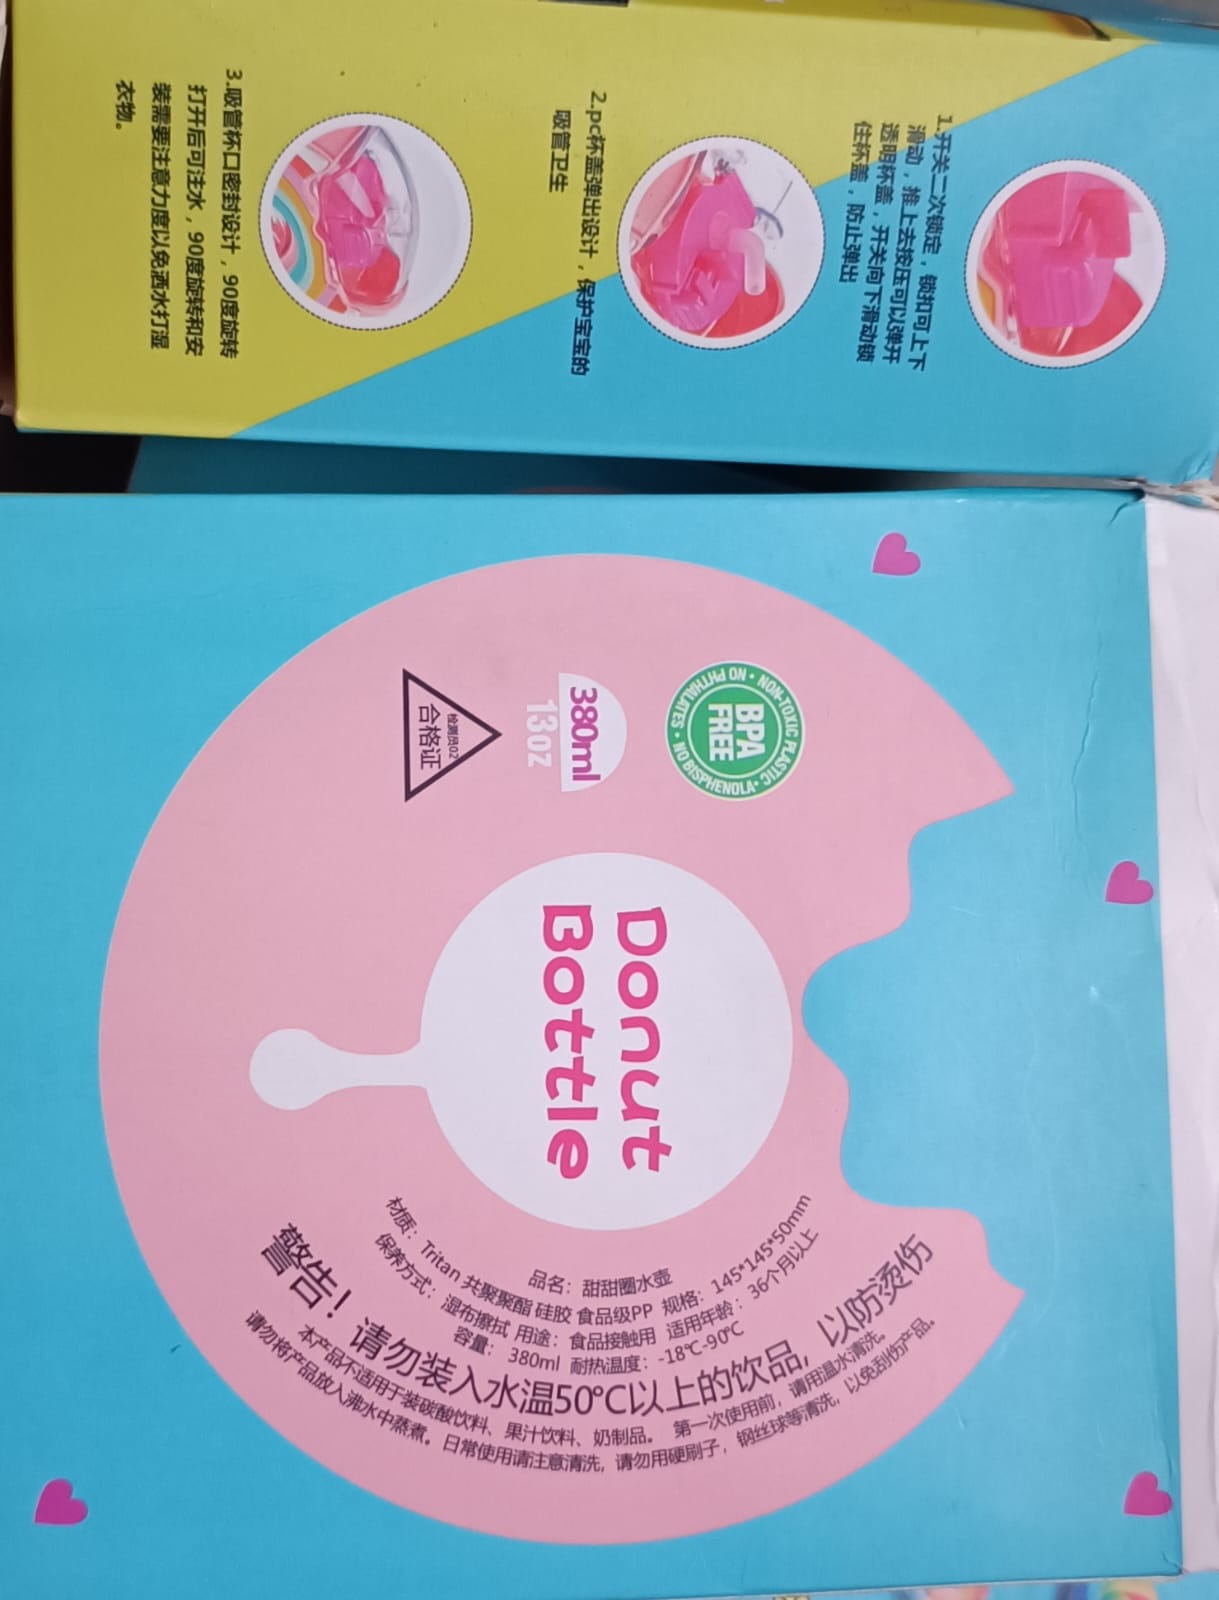 1.开关二次锁定，锁扣可上下
滑动，推上去按压可以弹开
透明杯盖，开关向下滑动锁
住杯盖，防止弹出
2.pc杯盖弹出设计，保护宝宝的
吸管卫生
3.吸管杯口密封设计，90度旋转
打开后可注水，90度旋转和安
装需要注意力度以免洒水打湿
衣物。
NON-TOXIC PLASTIC • NO BISPHENOLA • NO PHTHALATES •
BPA
FREE
380ml
13oz
检测员02
合格证
Donut
Bottle
品名：甜甜圈水壶
材质：Tritan 共聚聚酯 硅胶 食品级PP 规格：145*145*50mm
保养方式：湿布擦拭 用途：食品接触用 适用年龄：36个月以上
容量：380ml 耐热温度：-18℃-90℃
警告！请勿装入水温50℃以上的饮品，以防烫伤
本产品不适用于装碳酸饮料、果汁饮料、奶制品。第一次使用前，请用温水清洗。
请勿将产品放入沸水中蒸煮。日常使用请注意清洗，请勿用硬刷子，钢丝球等清洗，以免刮伤产品。